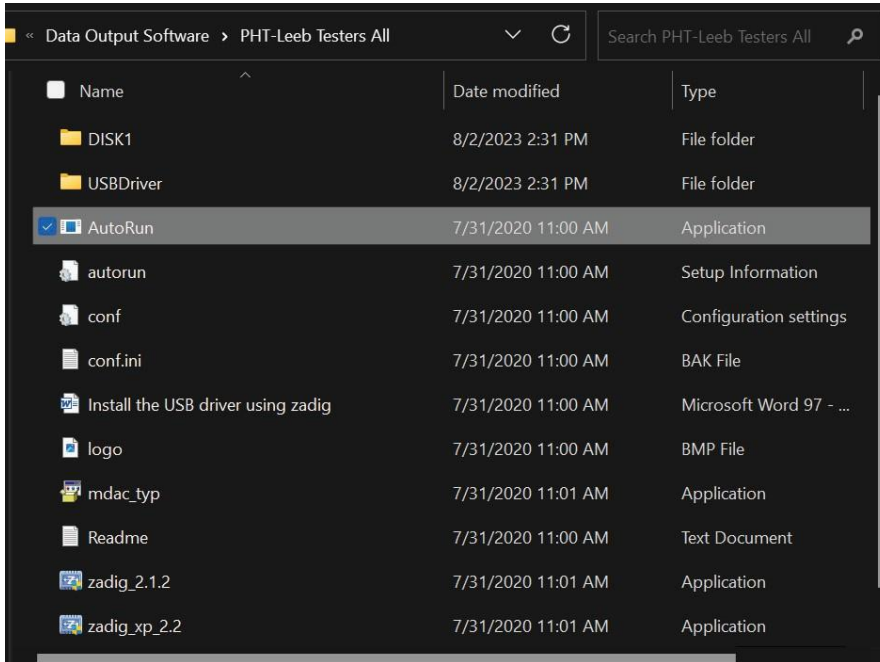 « Data Output Software > PHT-Leeb Testers All Search PHT-Leeb Testers All
Name Date modified Type
DISK1 8/2/2023 2:31 PM File folder
USBDriver 8/2/2023 2:31 PM File folder
AutoRun 7/31/2020 11:00 AM Application
autorun 7/31/2020 11:00 AM Setup Information
conf 7/31/2020 11:00 AM Configuration settings
conf.ini 7/31/2020 11:00 AM BAK File
Install the USB driver using zadig 7/31/2020 11:00 AM Microsoft Word 97 - ...
logo 7/31/2020 11:00 AM BMP File
mdac_typ 7/31/2020 11:01 AM Application
Readme 7/31/2020 11:00 AM Text Document
zadig_2.1.2 7/31/2020 11:01 AM Application
zadig_xp_2.2 7/31/2020 11:01 AM Application